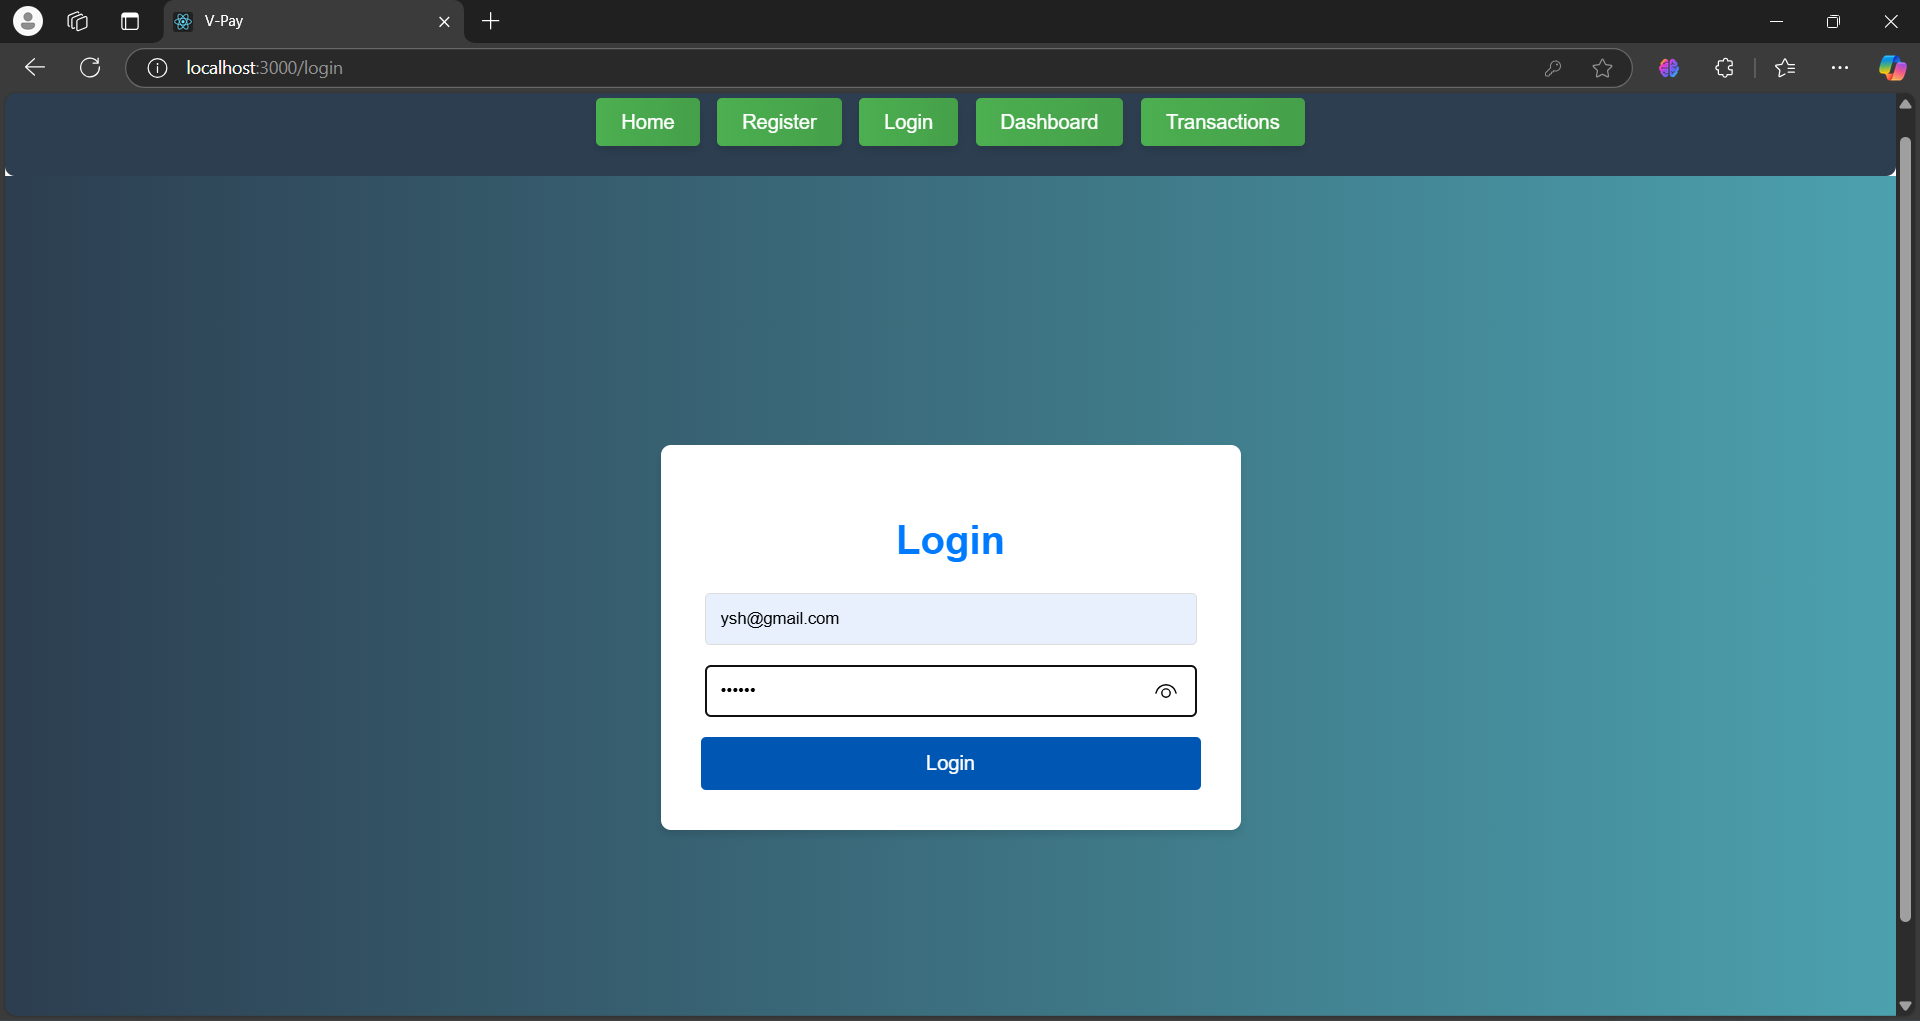 V-Pay
localhost:3000/login
Home Register Login Dashboard Transactions
Login
ysh@gmail.com
••••••
Login